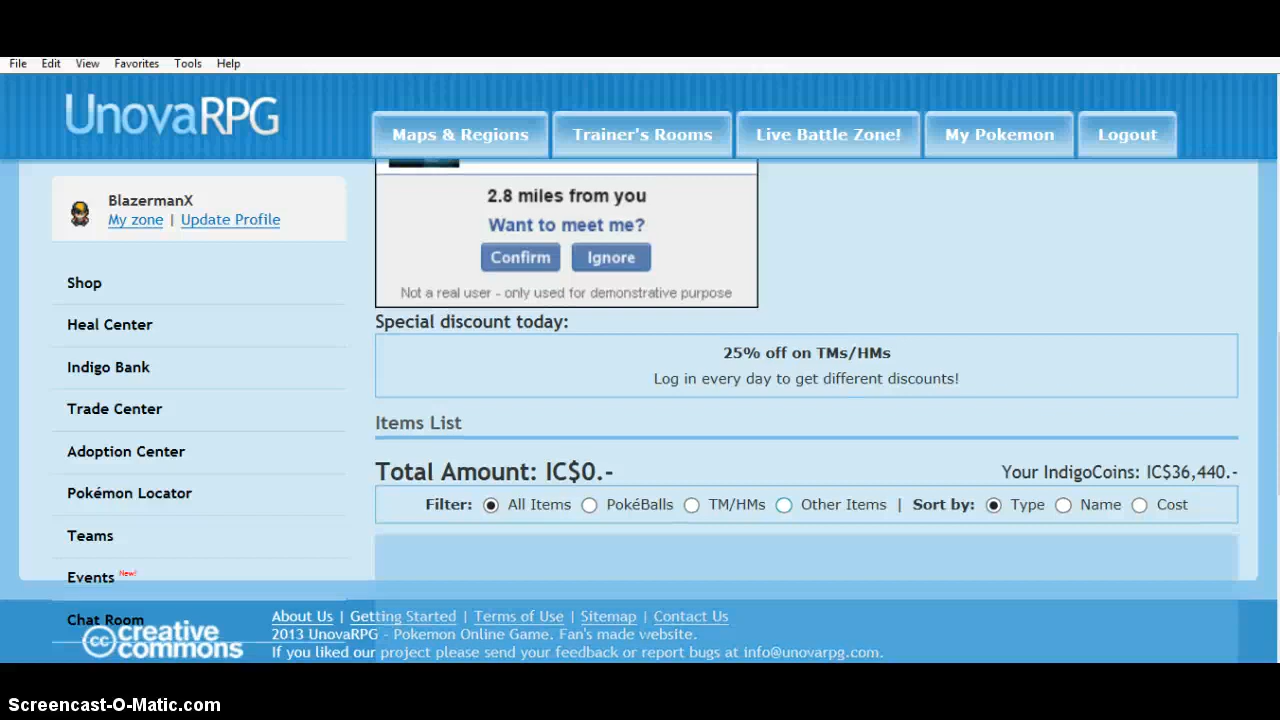 File Edit View Favorites Tools Help
UnovaRPG
Maps & Regions Trainer's Rooms Live Battle Zone! My Pokemon Logout
BlazermanX
My zone | Update Profile
Shop
Heal Center
Indigo Bank
Trade Center
Adoption Center
Pokémon Locator
Teams
Events New!
Chat Room
2.8 miles from you
Want to meet me?
Confirm Ignore
Not a real user - only used for demonstrative purpose
Special discount today:
25% off on TMs/HMs
Log in every day to get different discounts!
Items List
Total Amount: IC$0.- Your IndigoCoins: IC$36,440.-
Filter: All Items PokéBalls TM/HMs Other Items | Sort by: Type Name Cost
cc creative commons
About Us | Getting Started | Terms of Use | Sitemap | Contact Us
2013 UnovaRPG - Pokemon Online Game. Fan's made website.
If you liked our project please send your feedback or report bugs at info@unovarpg.com.
Screencast-O-Matic.com